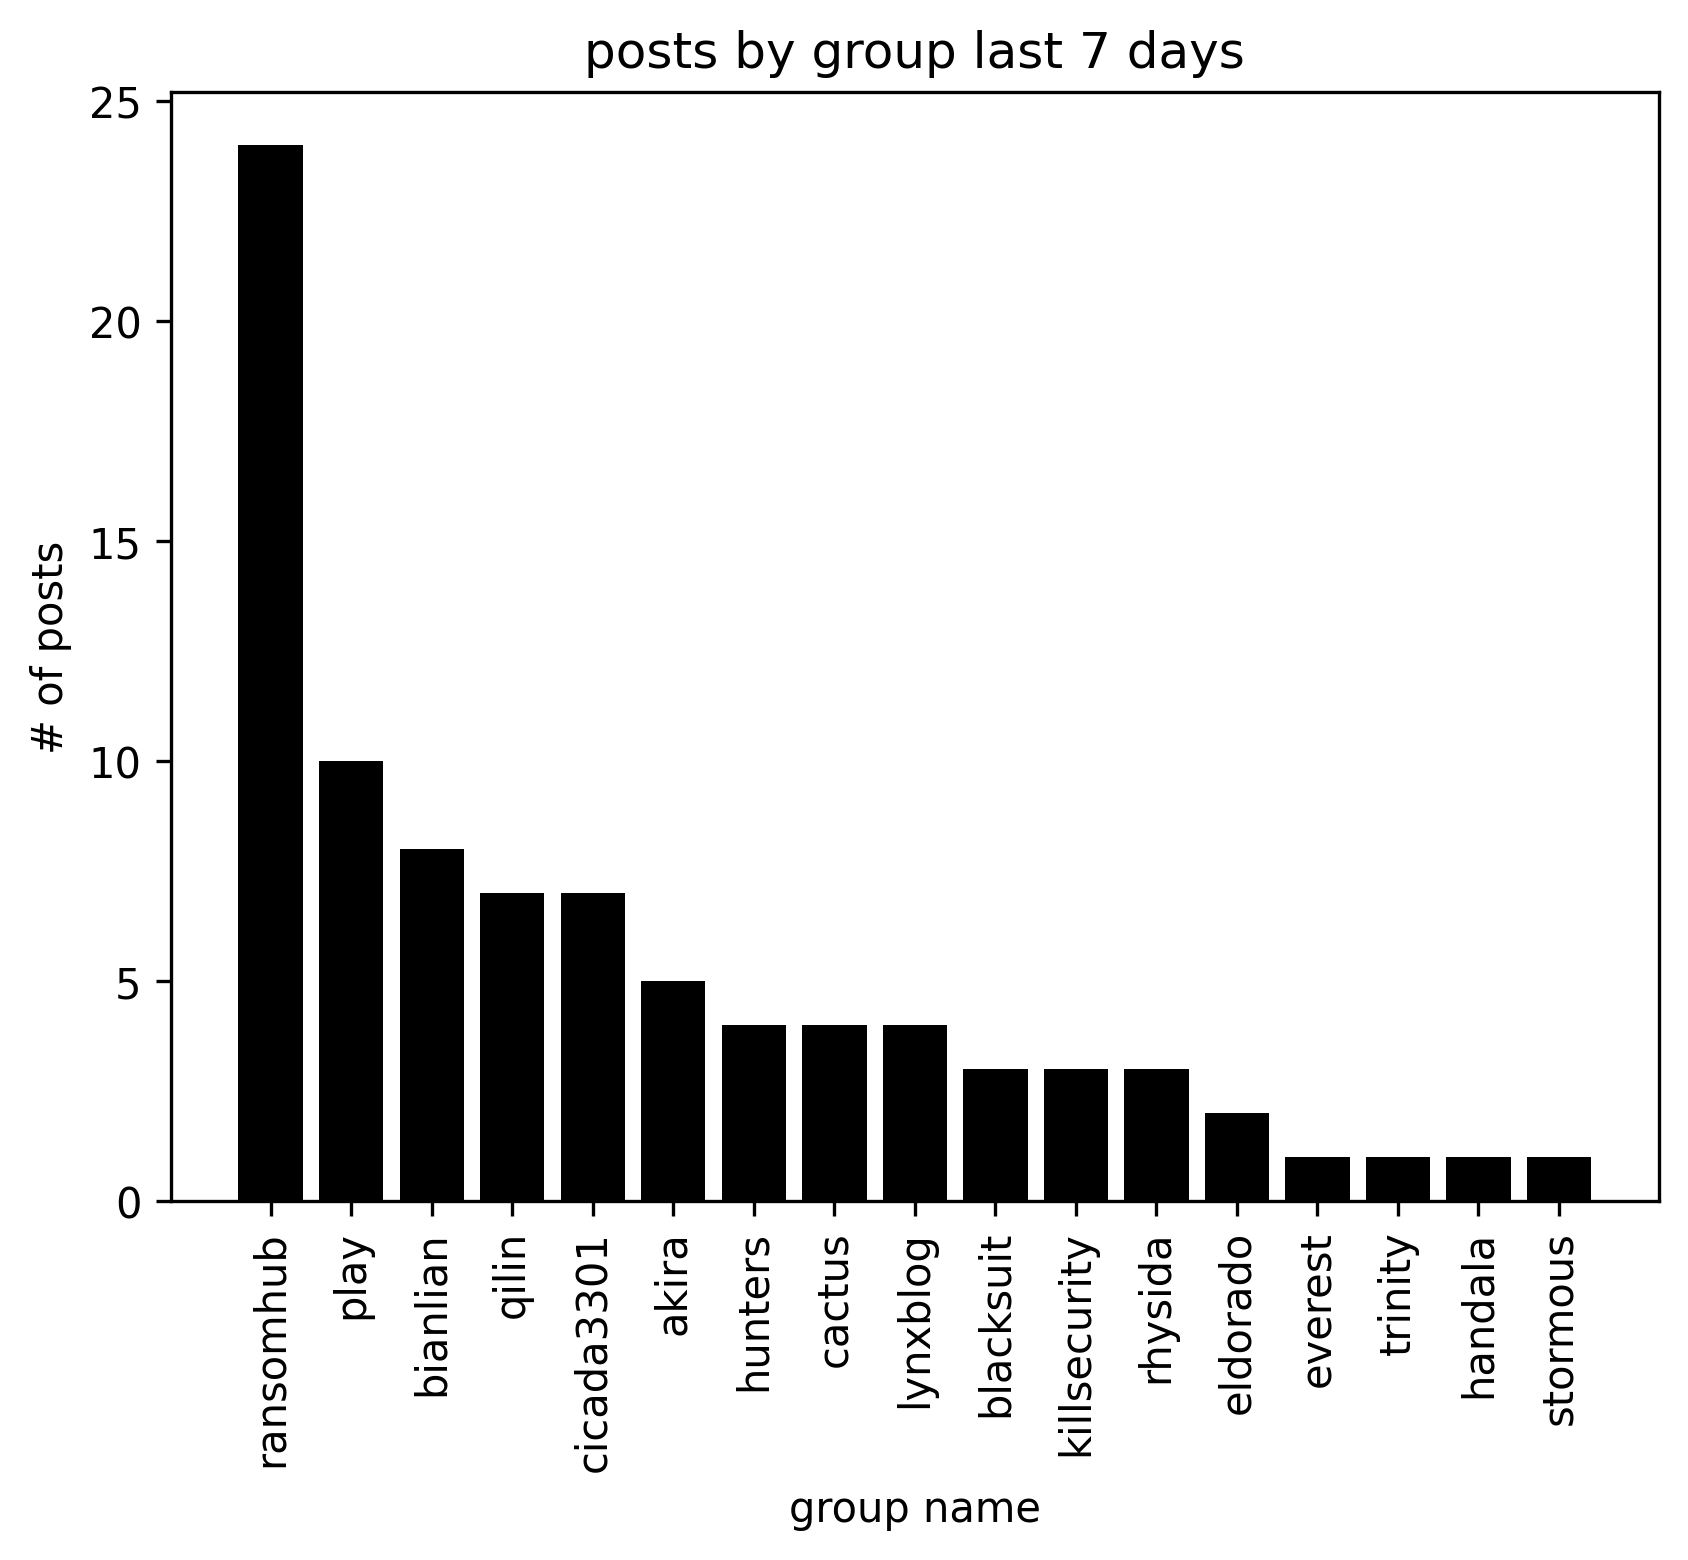 posts by group last 7 days
# of posts
25
20
15
10
5
0
ransomhub
play
bianlian
qilin
cicada3301
akira
hunters
cactus
lynxblog
blacksuit
killsecurity
rhysida
eldorado
everest
trinity
handala
stormous
group name